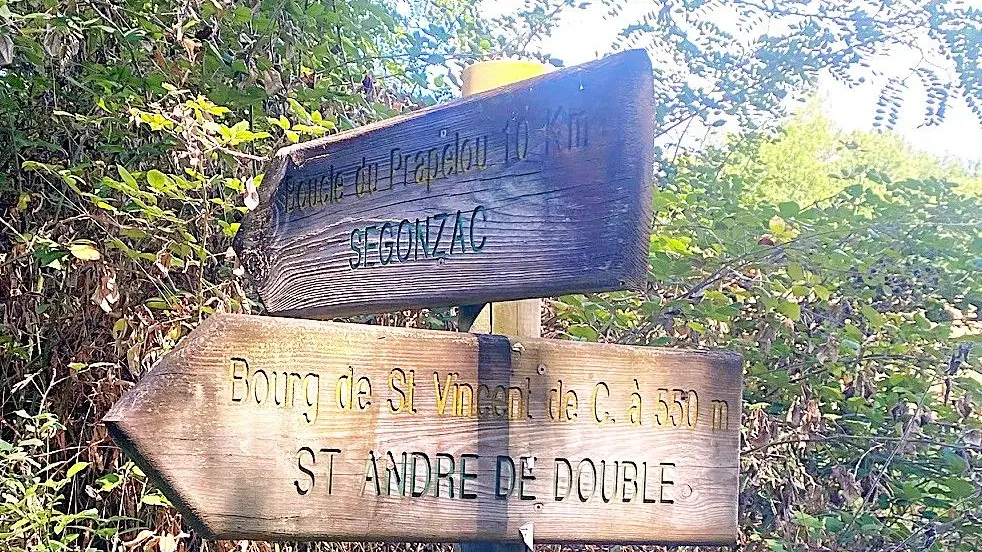 Boucle du Prapelou 10 Km
SEGONZAC
Bourg de St Vincent de C. à 550 m
ST ANDRE DE DOUBLE